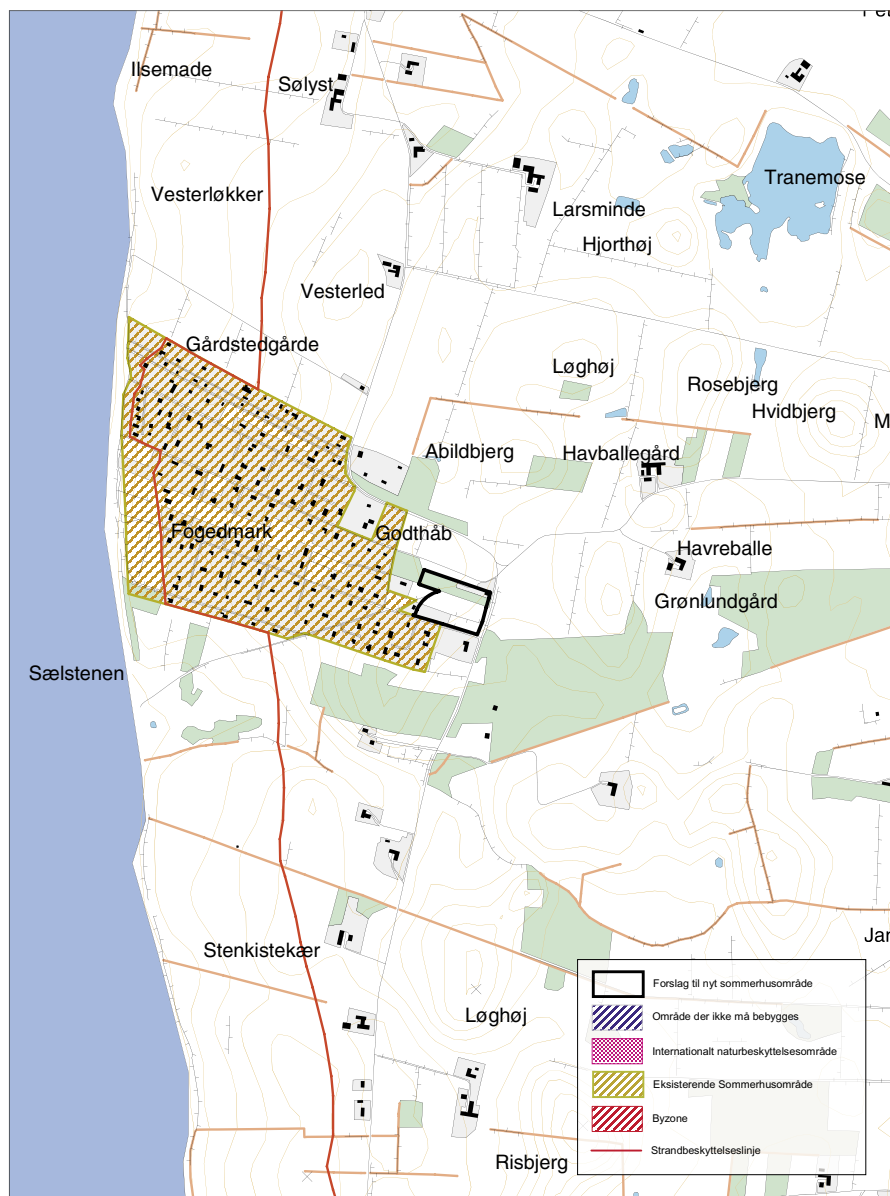 Ilsemade
Sølyst
Tranemose
Vesterløkker
Larsminde
Hjorthøj
Vesterled
Gårdstedgårde
Løghøj
Rosebjerg
Hvidbjerg
M
Abildbjerg
Havballegård
Fogedmark
Godthåb
Havreballe
Grønlundgård
Sælstenen
Stenkistekær
Jar
Løghøj
Risbjerg
Forslag til nyt sommerhusområde
Område der ikke må bebygges
Internationalt naturbeskyttelsesområde
Eksisterende Sommerhusområde
Byzone
Strandbeskyttelseslinje